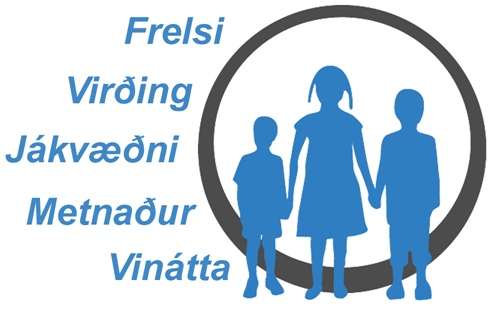 Frelsi
Virðing
Jákvæðni
Metnaður
Vinátta